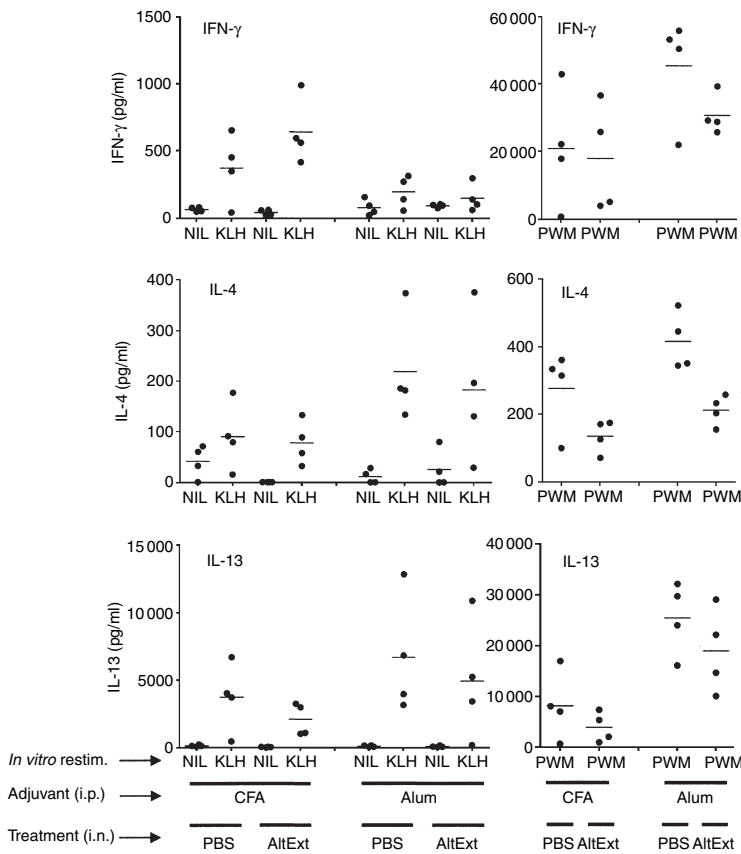 1500
IFN-γ
1000
500
0
IFN-γ (pg/ml)
NIL KLH NIL KLH NIL KLH NIL KLH
60 000
IFN-γ
40 000
20 000
0
PWM PWM PWM PWM
400
IL-4
300
200
100
0
IL-4 (pg/ml)
NIL KLH NIL KLH NIL KLH NIL KLH
600
IL-4
400
200
0
PWM PWM PWM PWM
15 000
IL-13
10 000
5000
0
IL-13 (pg/ml)
NIL KLH NIL KLH NIL KLH NIL KLH
40 000
IL-13
30 000
20 000
10 000
0
PWM PWM PWM PWM
In vitro restim.
Adjuvant (i.p.) CFA Alum CFA Alum
Treatment (i.n.) PBS AltExt PBS AltExt PBS AltExt PBS AltExt